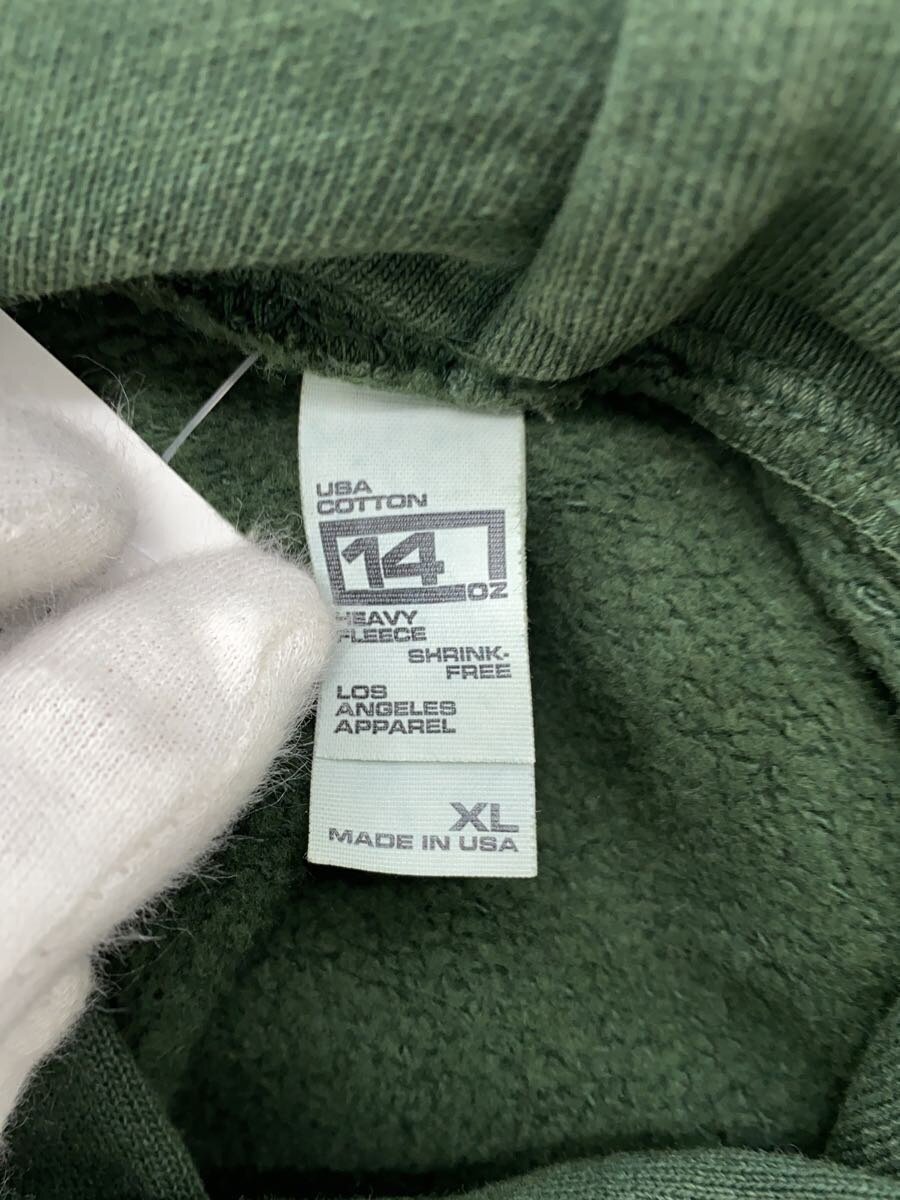 USA
COTTON
14
OZ
HEAVY
FLEECE
SHRINK-
FREE
LOS
ANGELES
APPAREL
XL
MADE IN USA